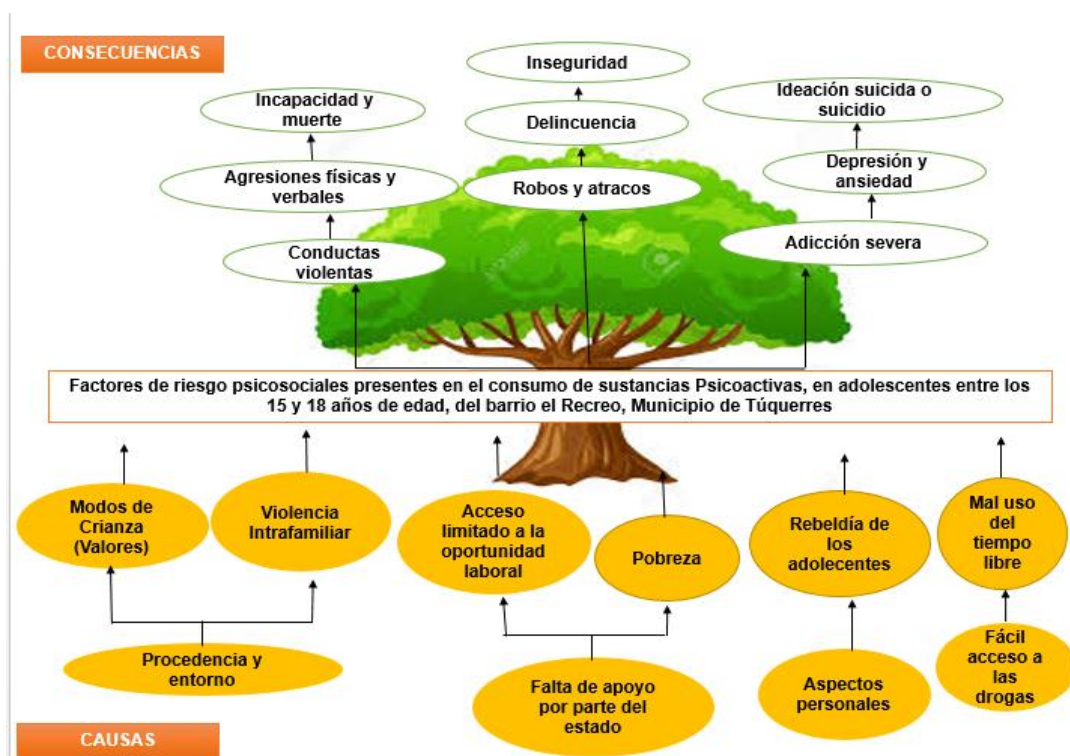 CONSECUENCIAS
Inseguridad
Incapacidad y
muerte
Delincuencia
Ideación suicida o
suicidio
Agresiones físicas y
verbales
Robos y atracos
Depresión y
ansiedad
Conductas
violentas
Adicción severa
Factores de riesgo psicosociales presentes en el consumo de sustancias Psicoactivas, en adolescentes entre los
15 y 18 años de edad, del barrio el Recreo, Municipio de Túquerres
Modos de
Crianza
(Valores)
Violencia
Intrafamiliar
Acceso
limitado a la
oportunidad
laboral
Pobreza
Rebeldía de
los
adolecentes
Mal uso
del
tiempo
libre
Procedencia y
entorno
Falta de apoyo
por parte del
estado
Aspectos
personales
Fácil
acceso a
las
drogas
CAUSAS